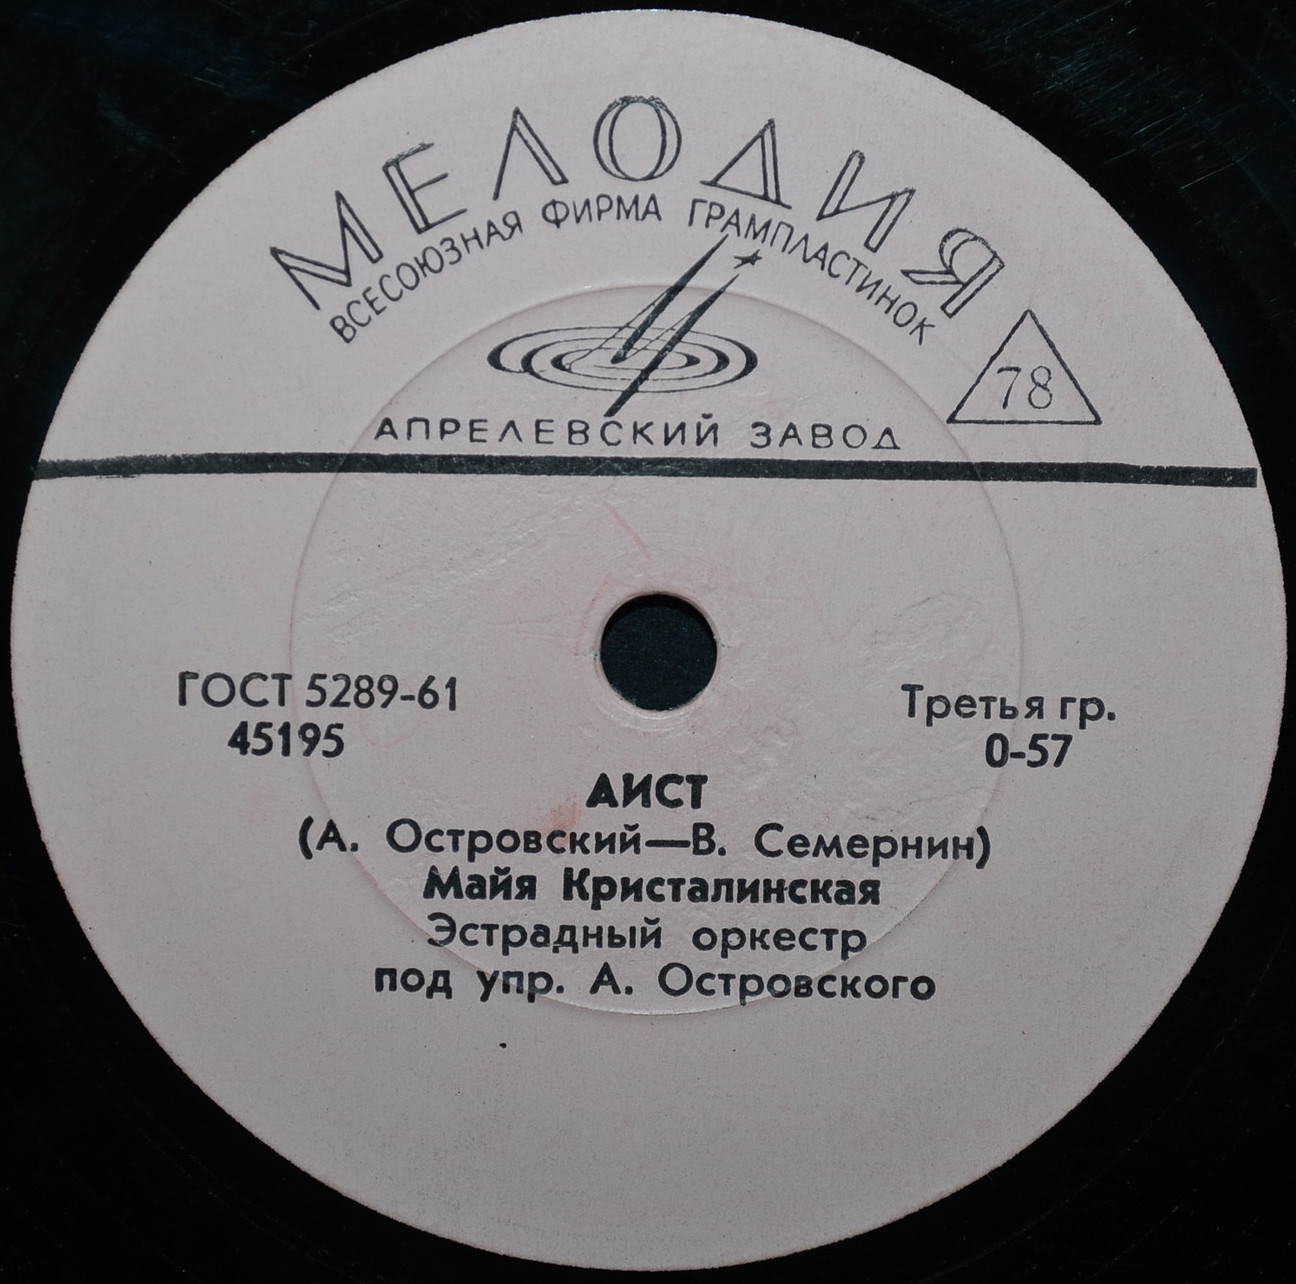 МЕЛОДИЯ
ВСЕСОЮЗНАЯ ФИРМА ГРАМПЛАСТИНОК
78
АПРЕЛЕВСКИЙ ЗАВОД
ГОСТ 5289-61
45195
Третья гр.
0-57
АИСТ
(А. Островский—В. Семернин)
Майя Кристалинская
Эстрадный оркестр
под упр. А. Островского